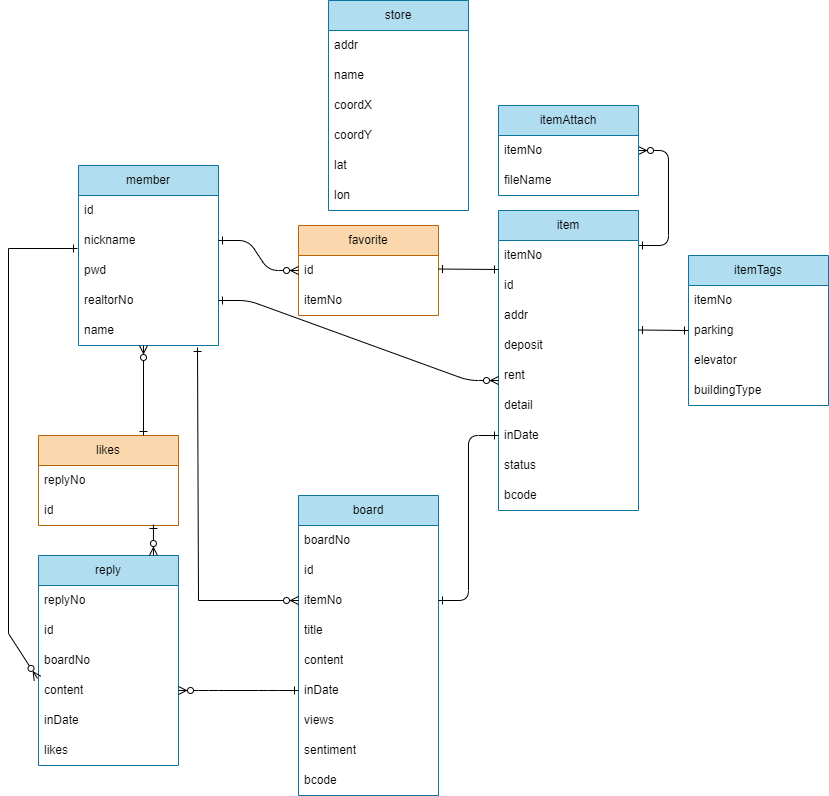 store
addr
name
coordX
coordY
lat
lon
itemAttach
itemNo
fileName
member
id
nickname
pwd
realtorNo
name
favorite
id
itemNo
item
itemNo
id
addr
deposit
rent
detail
inDate
status
bcode
itemTags
itemNo
parking
elevator
buildingType
likes
replyNo
id
board
boardNo
id
itemNo
title
content
inDate
views
sentiment
bcode
reply
replyNo
id
boardNo
content
inDate
likes